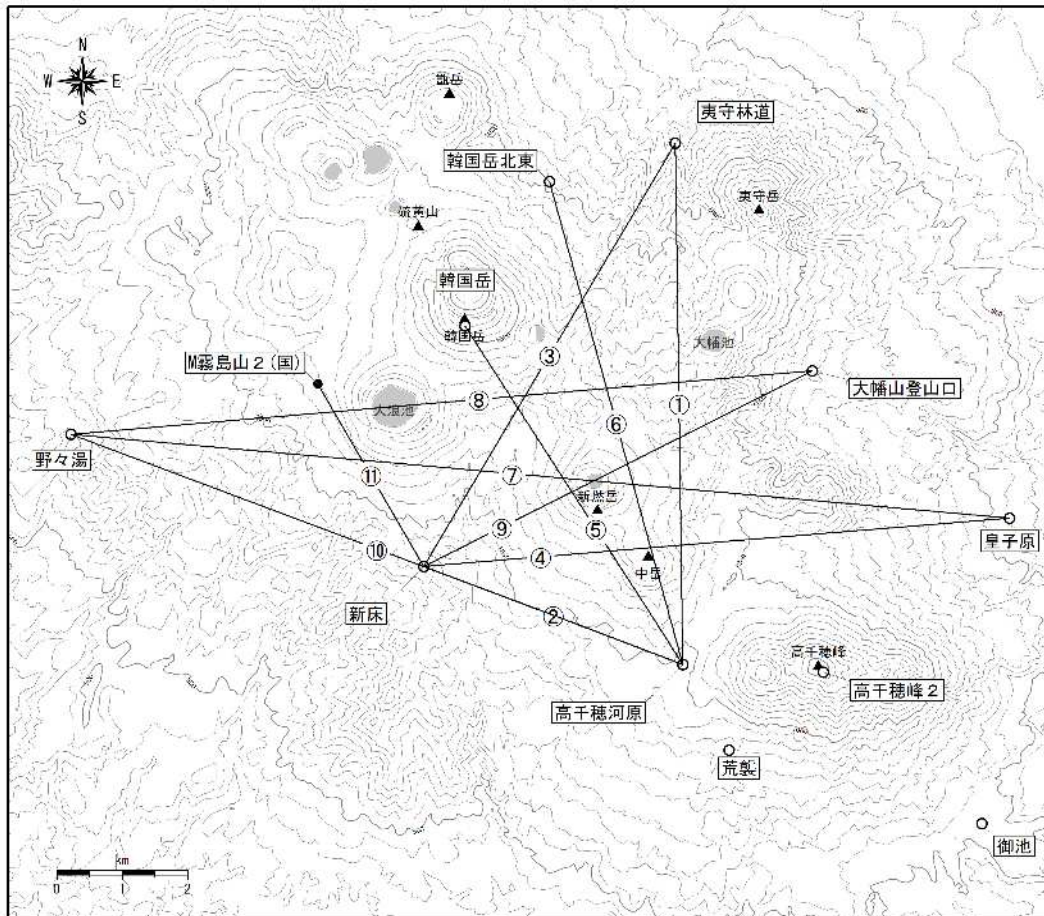 N
W E
S
甑岳
夷守林道
韓国岳北東
夷守岳
硫黄山
韓国岳
韓国岳
大幡池
③
M霧島山2(国)
大幡山登山口
大浪池
⑧
①
⑥
野々湯
⑪
⑦
新燃岳
⑨
⑤
皇子原
⑩
④
中岳
新床
②
高千穂峰
高千穂峰2
高千穂河原
荒襲
御池
km
0 1 2